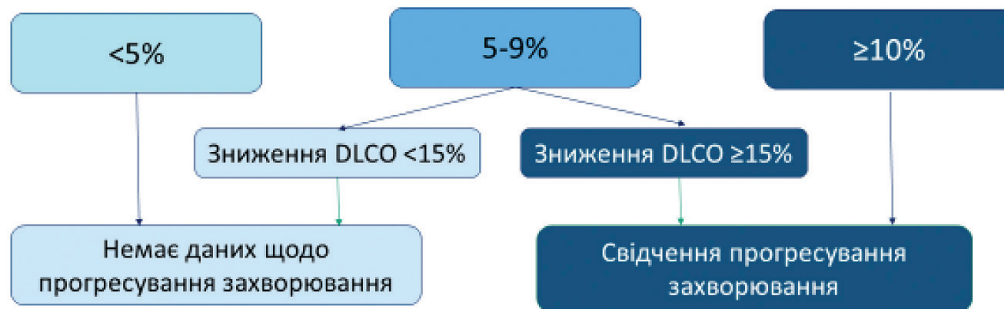 <5%
5-9%
≥10%
Зниження DLCO <15%
Зниження DLCO ≥15%
Немає даних щодо
прогресування захворювання
Свідчення прогресування
захворювання